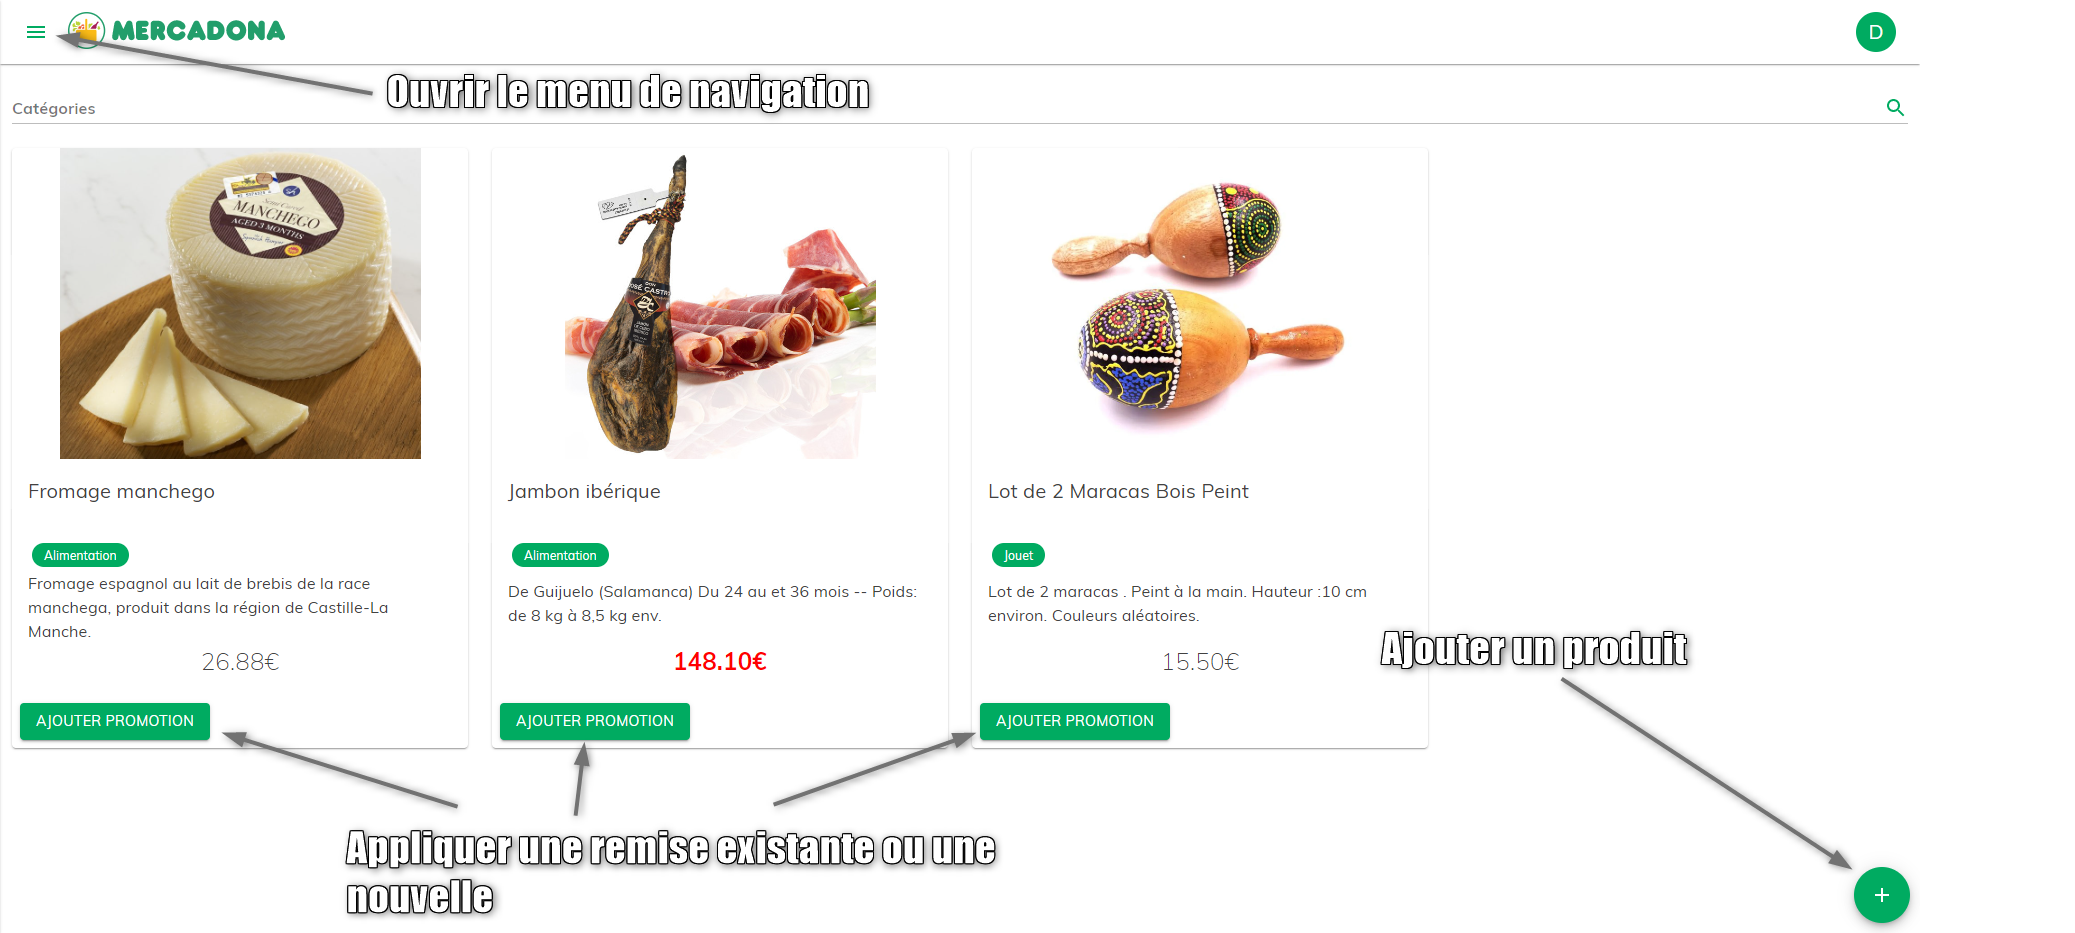 MERCADONA
D
Ouvrir le menu de navigation
Catégories
MANCHEGO
AGED 3 MONTHS
JOSÉ CASTRO
Fromage manchego
Jambon ibérique
Lot de 2 Maracas Bois Peint
Alimentation
Alimentation
Jouet
Fromage espagnol au lait de brebis de la race
manchega, produit dans la région de Castille-La
Manche.
De Guijuelo (Salamanca) Du 24 au et 36 mois -- Poids:
de 8 kg à 8,5 kg env.
Lot de 2 maracas . Peint à la main. Hauteur :10 cm
environ. Couleurs aléatoires.
26.88€
148.10€
15.50€
Ajouter un produit
AJOUTER PROMOTION
AJOUTER PROMOTION
AJOUTER PROMOTION
Appliquer une remise existante ou une
nouvelle